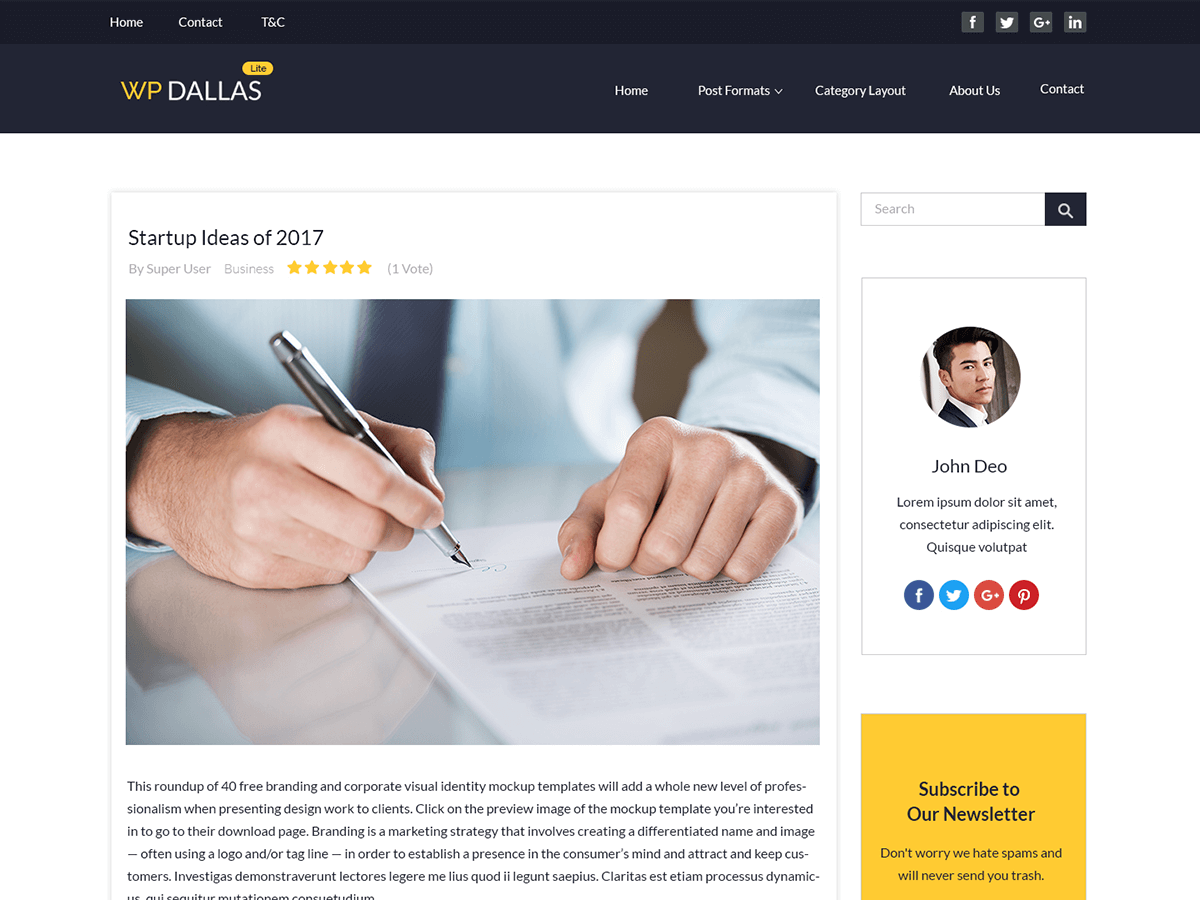 Home Contact T&C
Lite
WP DALLAS
Home Post Formats Category Layout About Us Contact
Search
Startup Ideas of 2017
By Super User Business (1 Vote)
John Deo
Lorem ipsum dolor sit amet,
consectetur adipiscing elit.
Quisque volutpat
This roundup of 40 free branding and corporate visual identity mockup templates will add a whole new level of profes-
sionalism when presenting design work to clients. Click on the preview image of the mockup template you're interested
in to go to their download page. Branding is a marketing strategy that involves creating a differentiated name and image
— often using a logo and/or tag line — in order to establish a presence in the consumer's mind and attract and keep cus-
tomers. Investigas demonstraverunt lectores legere me lius quod ii legunt saepius. Claritas est etiam processus dynamic-
us, qui sequitur mutationem consuetudium
Subscribe to
Our Newsletter
Don't worry we hate spams and
will never send you trash.